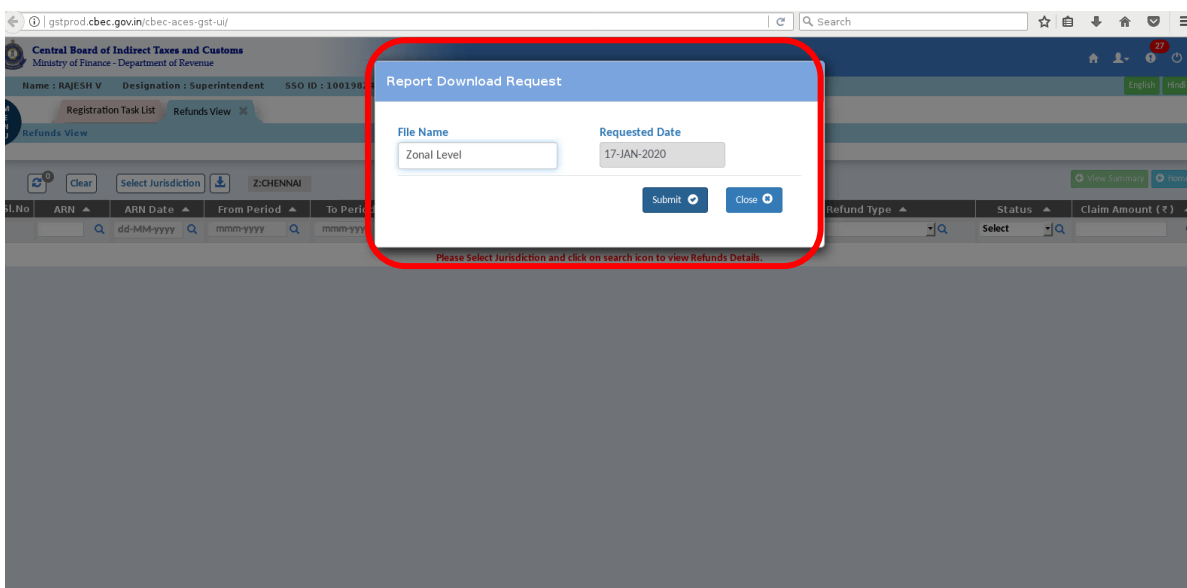 gstprod.cbec.gov.in/cbec-aces-gst-ui/
Search
Central Board of Indirect Taxes and Customs
Ministry of Finance - Department of Revenue
27
Name : RAJESH V Designation : Superintendent SSO ID : 1001982
English Hindi
Registration Task List Refunds View
Refunds View
Report Download Request
File Name Requested Date
Zonal Level 17-JAN-2020
Submit Close
0 Clear Select Jurisdiction Z:CHENNAI
View Summary Home
Sl.No ARN ARN Date From Period To Period Refund Type Status Claim Amount (₹)
dd-MM-yyyy mmm-yyyy mmm-yyy Select
Please Select Jurisdiction and click on search icon to view Refunds Details.